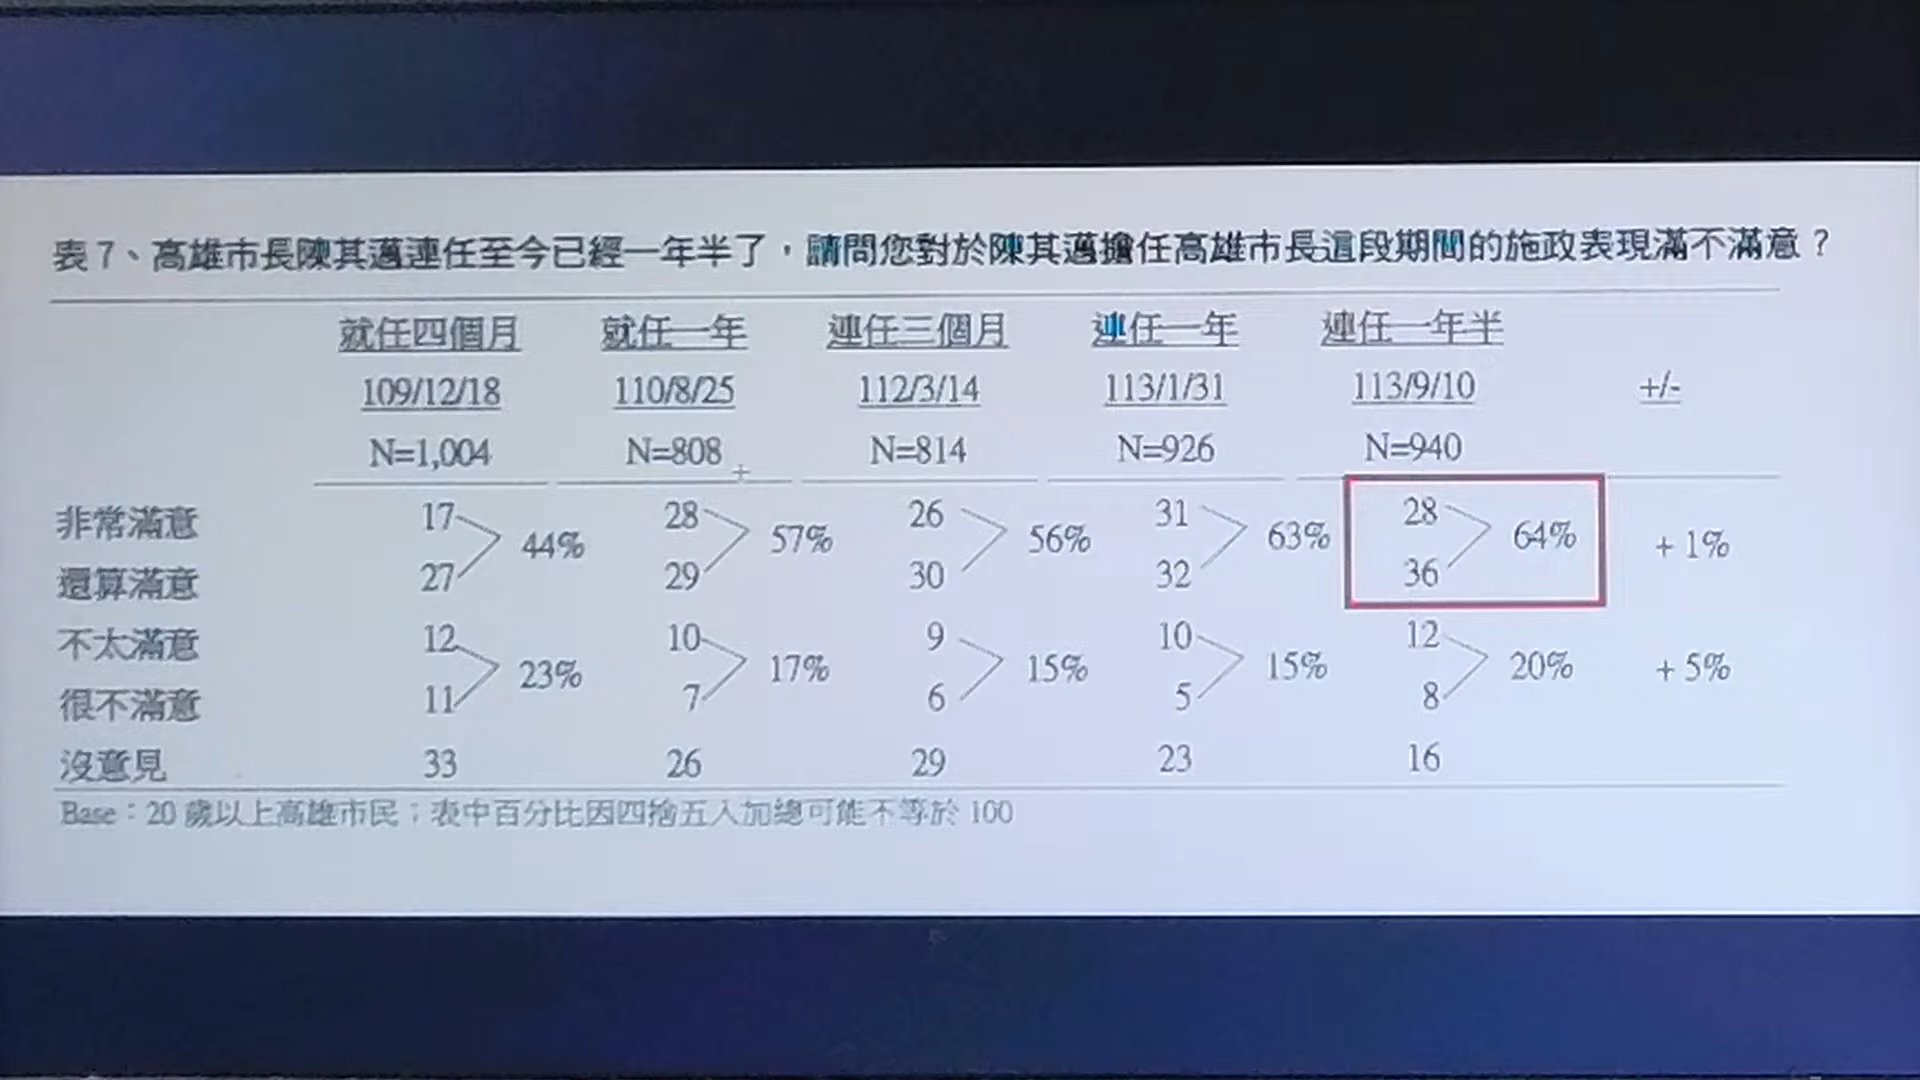 表 7、高雄市長陳其邁連任至今已經一年半了，請問您對於陳其邁擔任高雄市長這段期間的施政表現滿不滿意？
就任四個月 就任一年 連任三個月 連任一年 連任一年半
109/12/18 110/8/25 112/3/14 113/1/31 113/9/10 +/-
N=1,004 N=808 N=814 N=926 N=940
非常滿意 17 28 26 31 28
44% 57% 56% 63% 64% + 1%
還算滿意 27 29 30 32 36
不太滿意 12 10 9 10 12
23% 17% 15% 15% 20% + 5%
很不滿意 11 7 6 5 8
沒意見 33 26 29 23 16
Base：20 歲以上高雄市民；表中百分比因四捨五入加總可能不等於 100